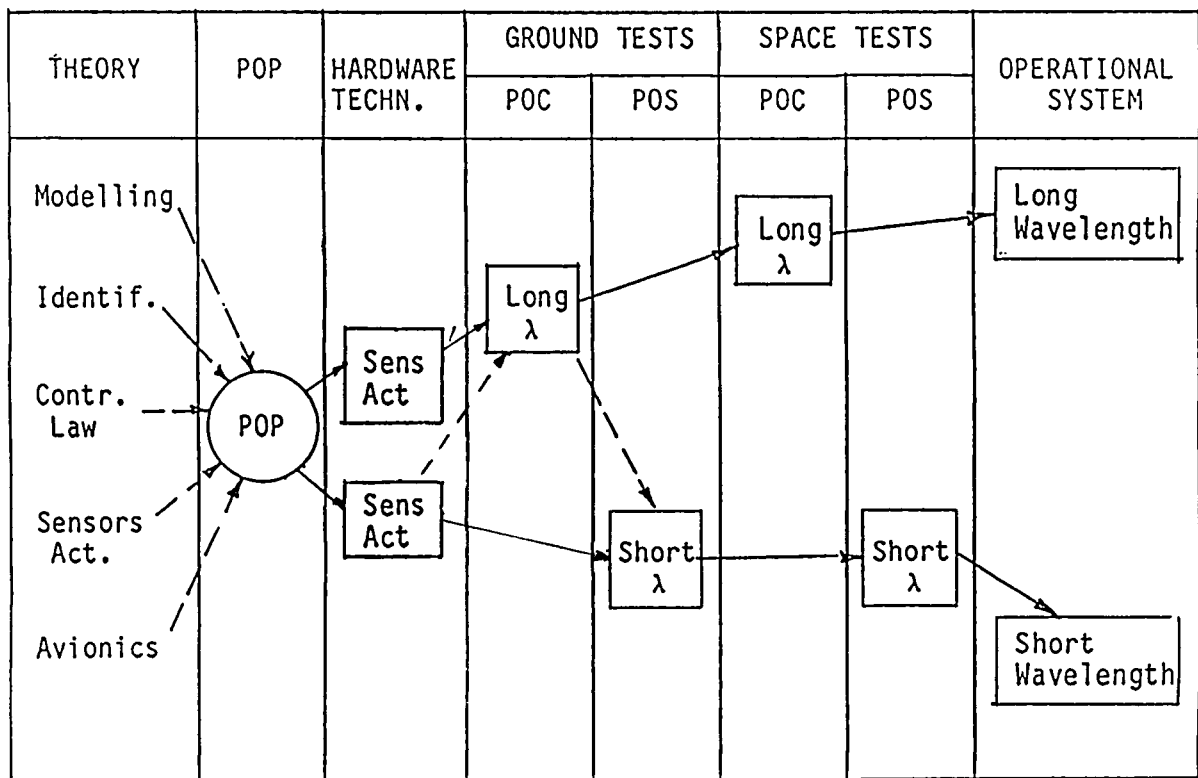 THEORY
POP
HARDWARE
TECHN.
GROUND TESTS
POC
POS
SPACE TESTS
POC
POS
OPERATIONAL
SYSTEM
Modelling
Identif.
Contr.
Law
Sensors
Act.
Avionics
POP
Sens
Act
Sens
Act
Long
λ
Short
λ
Long
λ
Short
λ
Long
Wavelength
Short
Wavelength